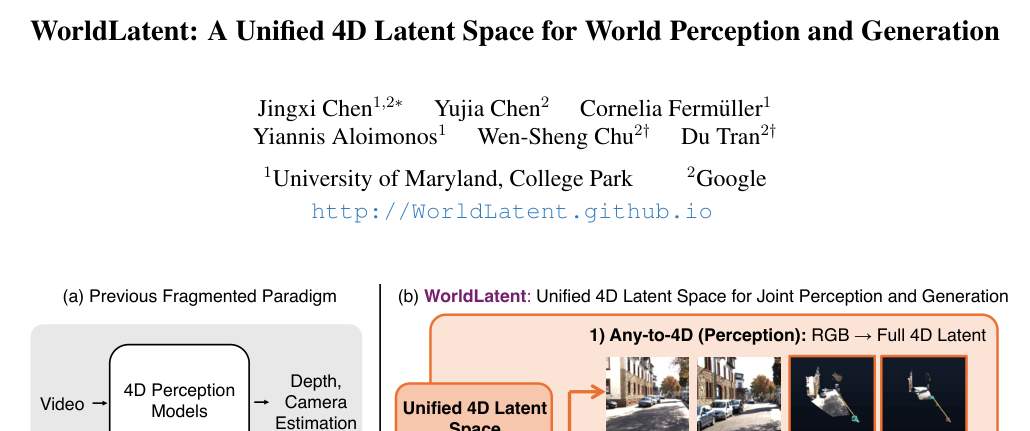 WorldLatent: A Unified 4D Latent Space for World Perception and Generation
Jingxi Chen1,2∗ Yujia Chen2 Cornelia Fermüller1
Yiannis Aloimonos1 Wen-Sheng Chu2† Du Tran2†
1University of Maryland, College Park 2Google
http://WorldLatent.github.io
(a) Previous Fragmented Paradigm
Video →
4D Perception
Models
→
Depth,
Camera
Estimation
(b) WorldLatent: Unified 4D Latent Space for Joint Perception and Generation
1) Any-to-4D (Perception): RGB → Full 4D Latent
Unified 4D Latent
Space